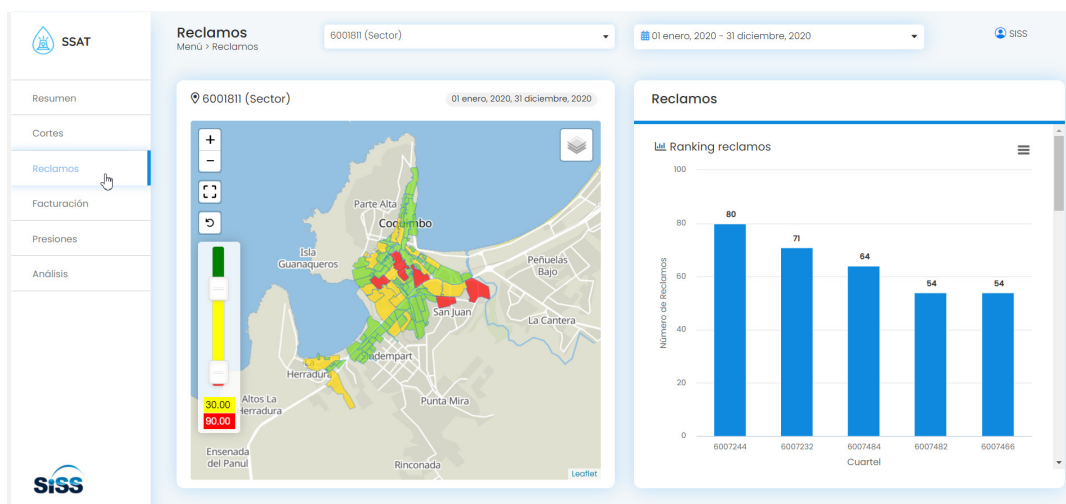 SSAT
Reclamos
Menú > Reclamos
6001811 (Sector)
01 enero, 2020 - 31 diciembre, 2020
SISS
Resumen
Cortes
Reclamos
Facturación
Presiones
Análisis
SiSS
6001811 (Sector)
01 enero, 2020, 31 diciembre, 2020
+
−
Parte Alta
Coquimbo
Isla
Guanaqueros
Peñuelas
Bajo
San Juan
La Cantera
Herradura
Punta Mira
30.00
90.00
Altos La
Herradura
Ensenada
del Panul
Rinconada
Leaflet
Reclamos
Ranking reclamos
Número de Reclamos
100
80
60
40
20
0
80
71
64
54
54
6007244 6007232 6007484 6007482 6007466
Cuartel